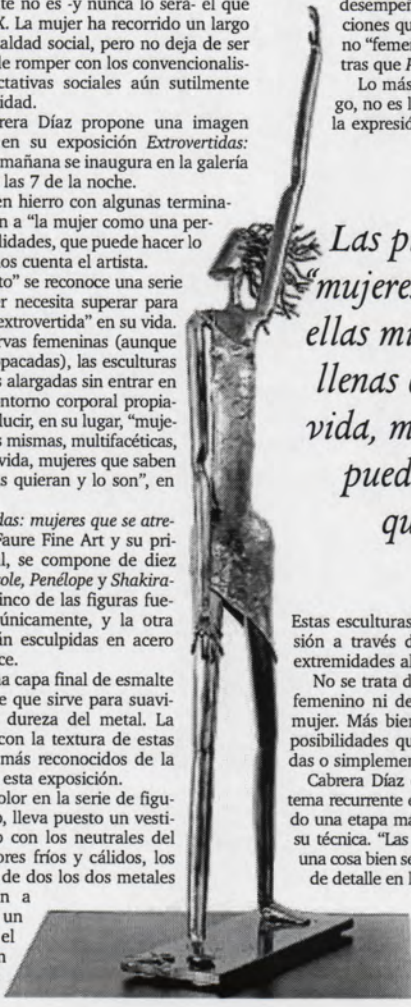 te no es -y nunca lo será- el que
X. La mujer ha recorrido un largo
aldad social, pero no deja de ser
le romper con los convencionalis-
ctativas sociales aún sutilmente
idad.
rera Díaz propone una imagen
en su exposición Extrovertidas:
mañana se inaugura en la galería
las 7 de la noche.
en hierro con algunas termina-
n a "la mujer como una per-
lidades, que puede hacer lo
os cuenta el artista.
to" se reconoce una serie
er necesita superar para
extrovertida" en su vida.
rvas femeninas (aunque
pacadas), las esculturas
s alargadas sin entrar en
ntorno corporal propia-
lucir, en su lugar, "muje-
s mismas, multifacéticas,
vida, mujeres que saben
s quieran y lo son", en
das: mujeres que se atre-
Faure Fine Art y su pri-
l, se compone de diez
ole, Penélope y Shakira-
inco de las figuras fue-
únicamente, y la otra
in esculpidas en acero
ce.
na capa final de esmalte
e que sirve para suavi-
dureza del metal. La
con la textura de estas
más reconocidos de la
esta exposición.
olor en la serie de figu-
o, lleva puesto un vesti-
o con los neutrales del
ores fríos y cálidos, los
de dos los dos metales
n a
un
el
n
desempeñ
ciones qu
no "femer
tras que P
Lo más
go, no es l
la expresió
Las p
"mujeres
ellas mi
llenas
vida, m
pued
qu
Estas esculturas
sión a través d
extremidades al
No se trata d
femenino ni de
mujer. Más bien
posibilidades qu
das o simplemen
Cabrera Díaz
tema recurrente
do una etapa ma
su técnica. "Las
una cosa bien se
de detalle en l